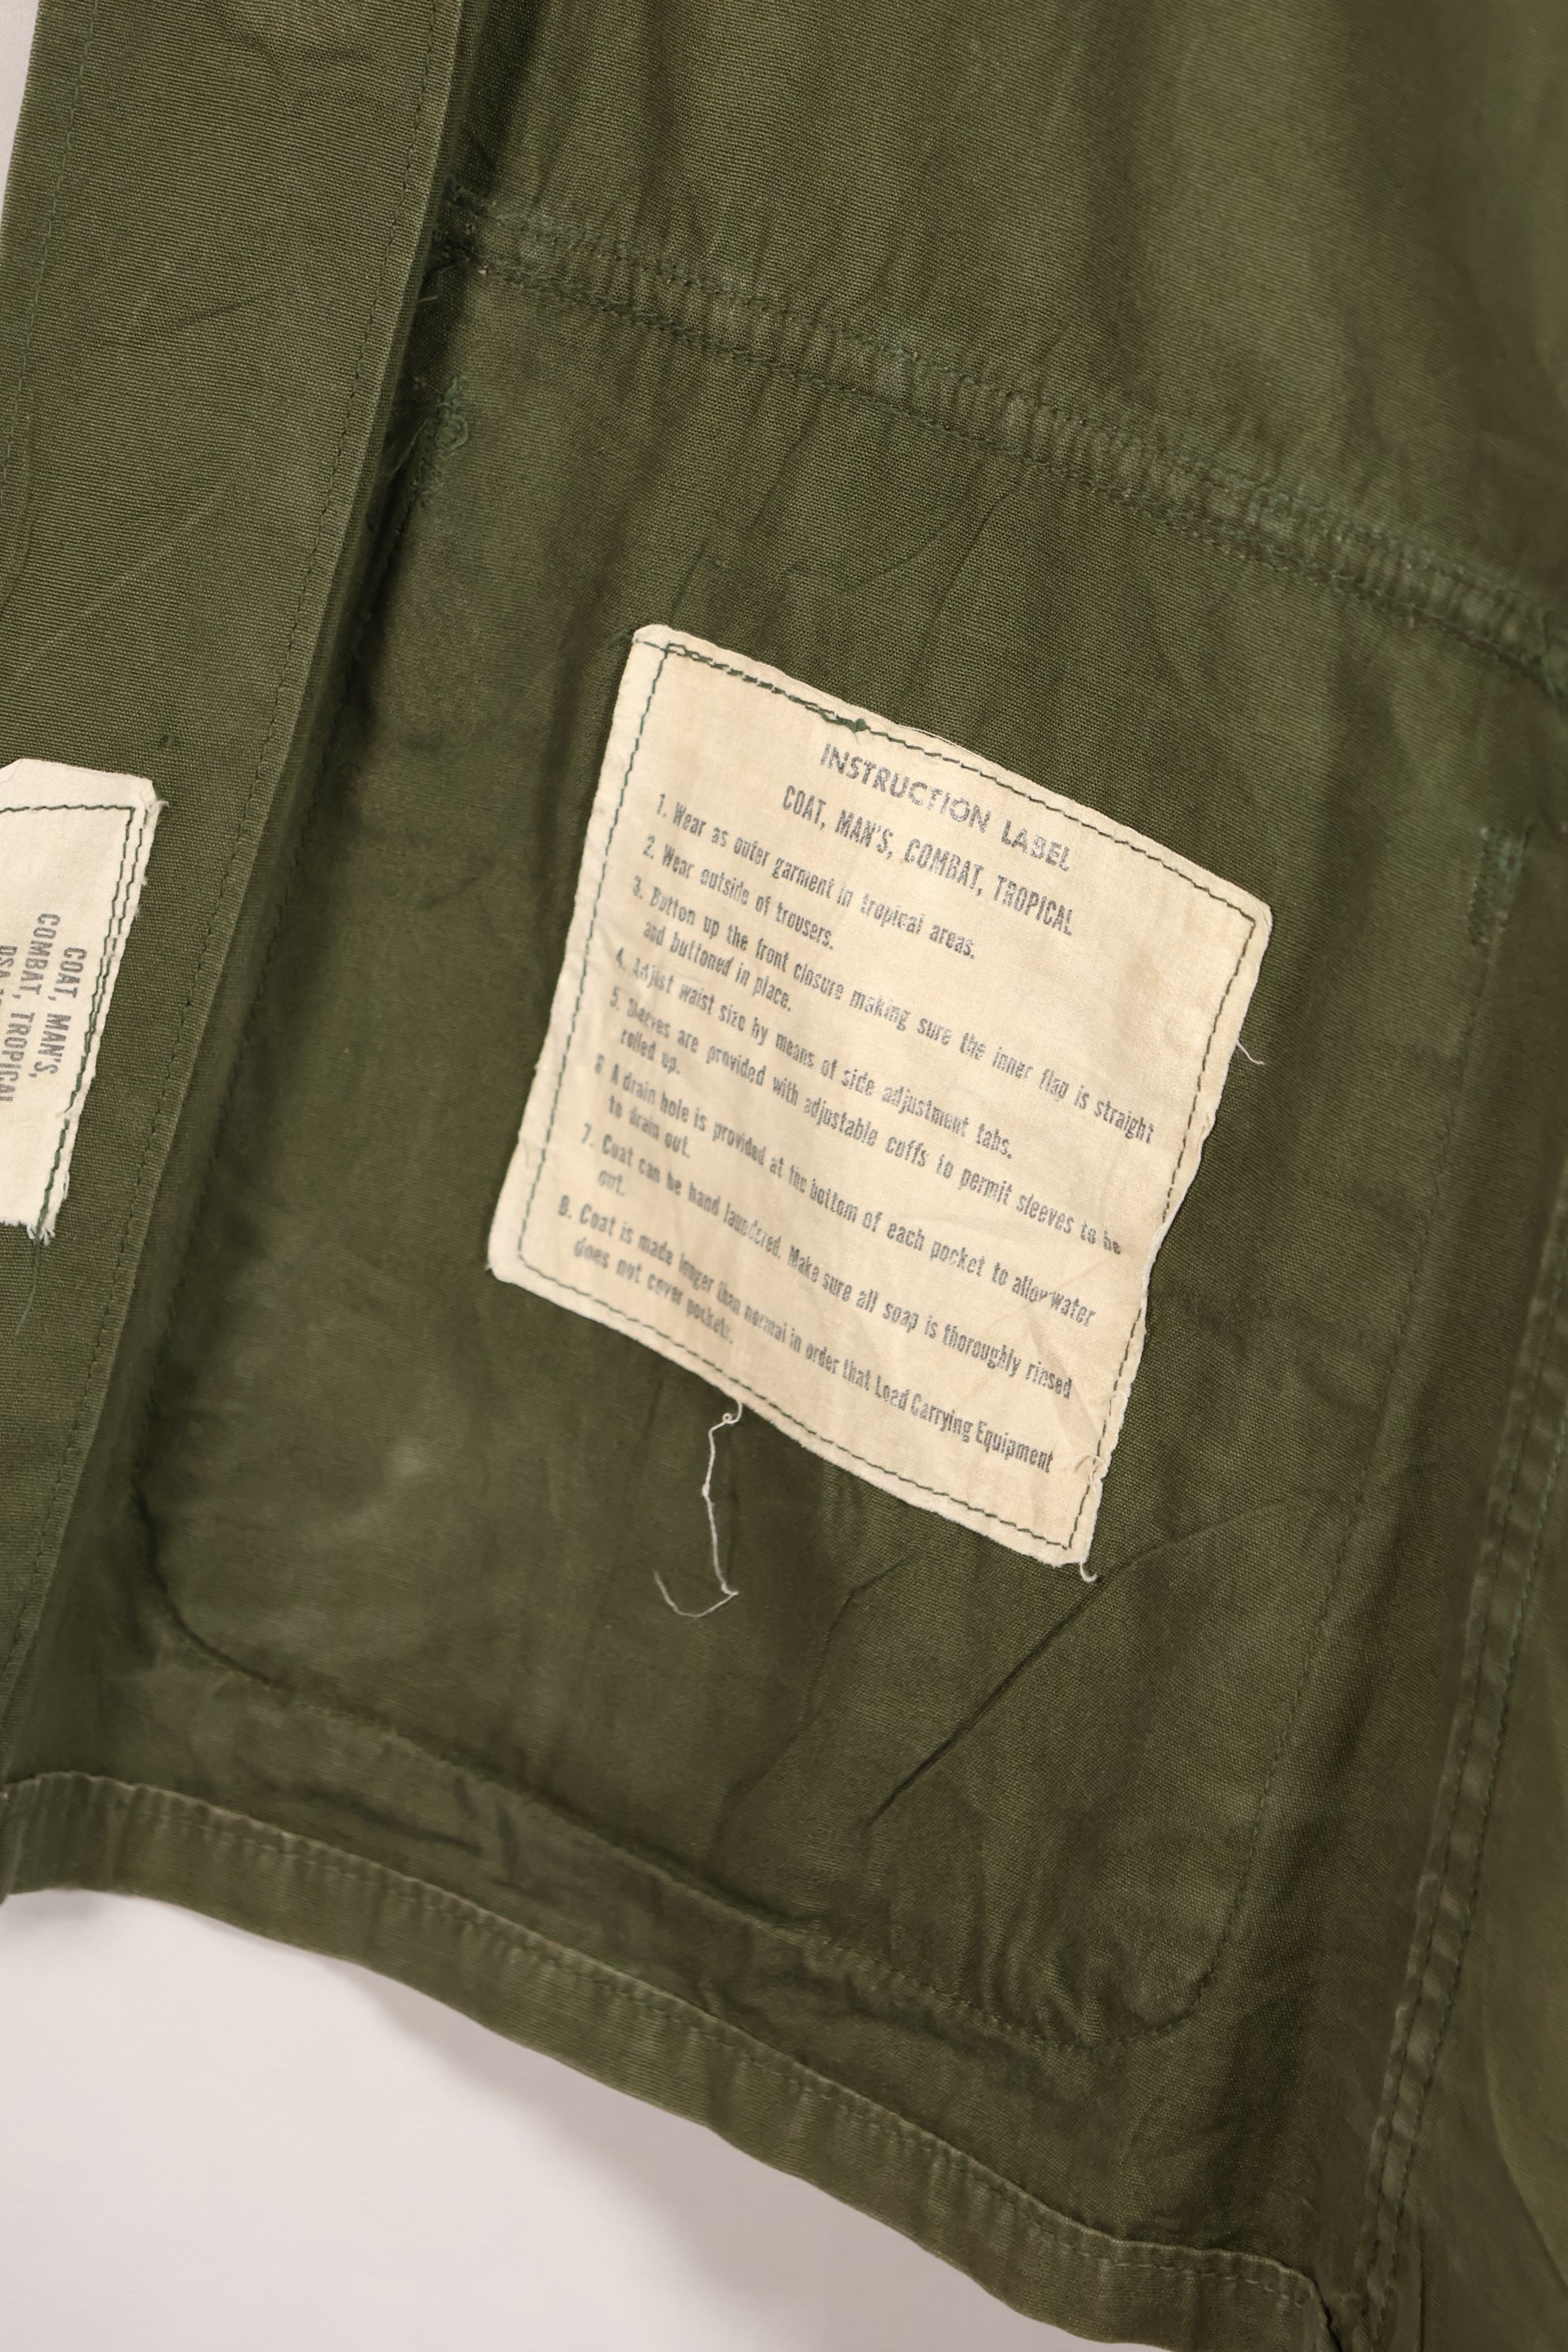 COAT, MAN'S,
COMBAT, TROPICAL
DSA
INSTRUCTION LABEL
COAT, MAN'S, COMBAT, TROPICAL
1. Wear as outer garment in tropical areas.
2. Wear outside of trousers.
3. Button up the front closure making sure the inner flap is straight
and buttoned in place.
4. Adjust waist size by means of side adjustment tabs.
5. Sleeves are provided with adjustable cuffs to permit sleeves to be
rolled up.
6 A drain hole is provided at the bottom of each pocket to allow water
to drain out.
7. Coat can be hand laundered. Make sure all soap is thoroughly rinsed
out.
8. Coat is made longer than normal in order that Load Carrying Equipment
does not cover pockets.